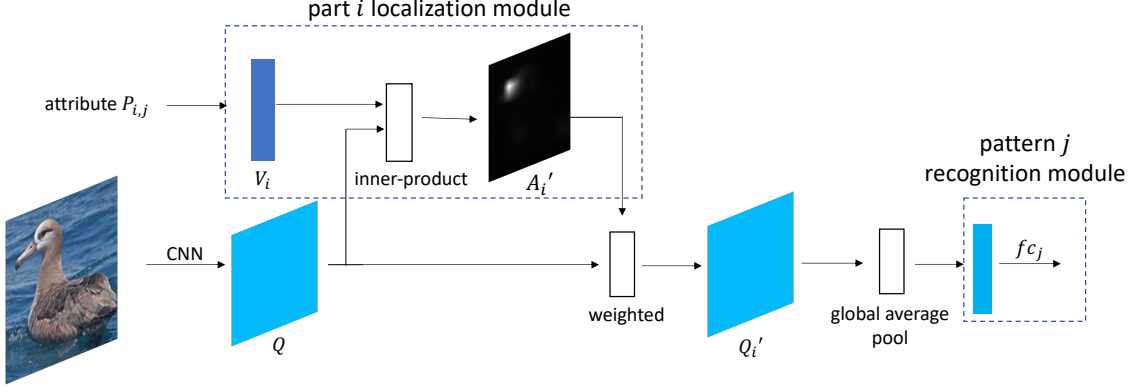 part i localization module
attribute P_{i,j}
V_i
inner-product
A_i′
pattern j
recognition module
CNN
Q
weighted
Q_i′
global average
pool
fc_j